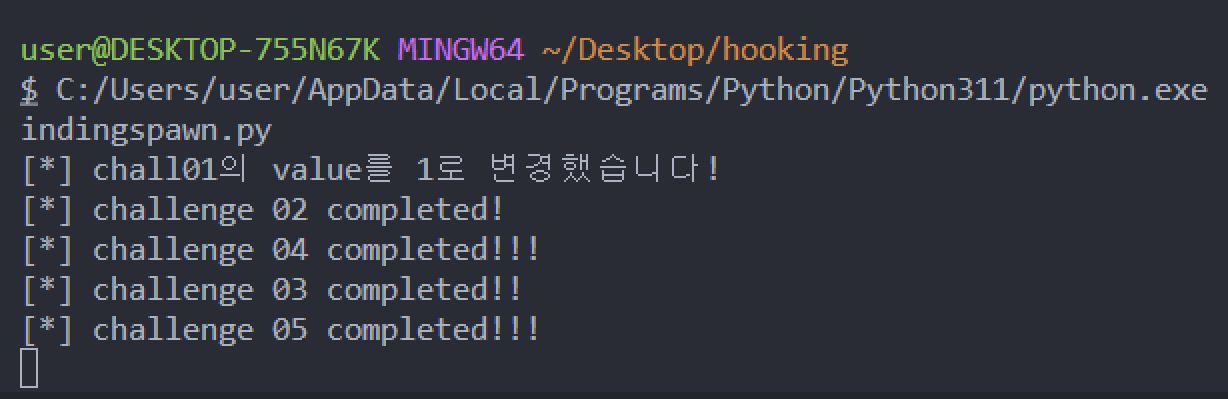 user@DESKTOP-755N67K MINGW64 ~/Desktop/hooking
$ C:/Users/user/AppData/Local/Programs/Python/Python311/python.exe
indingspawn.py
[*] chall01의 value를 1로 변경했습니다!
[*] challenge 02 completed!
[*] challenge 04 completed!!!
[*] challenge 03 completed!!
[*] challenge 05 completed!!!